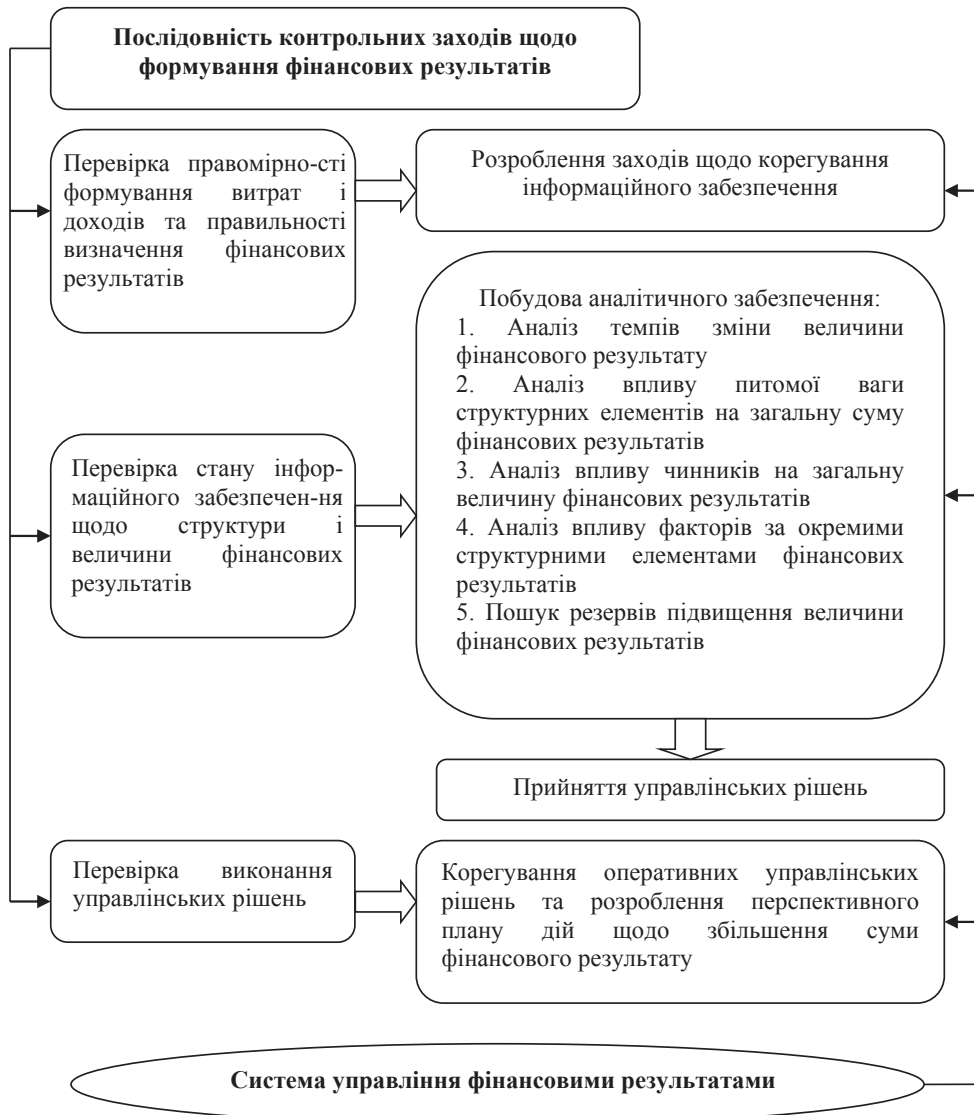 Послідовність контрольних заходів щодо
формування фінансових результатів
Перевірка правомірно-сті
формування витрат і
доходів та правильності
визначення фінансових
результатів
Розроблення заходів щодо корегування
інформаційного забезпечення
Побудова аналітичного забезпечення:
1. Аналіз темпів зміни величини
фінансового результату
2. Аналіз впливу питомої ваги
структурних елементів на загальну суму
фінансових результатів
3. Аналіз впливу чинників на загальну
величину фінансових результатів
4. Аналіз впливу факторів за окремими
структурними елементами фінансових
результатів
5. Пошук резервів підвищення величини
фінансових результатів
Перевірка стану інфор-
маційного забезпечен-ня
щодо структури і
величини фінансових
результатів
Прийняття управлінських рішень
Перевірка виконання
управлінських рішень
Корегування оперативних управлінських
рішень та розроблення перспективного
плану дій щодо збільшення суми
фінансового результату
Система управління фінансовими результатами